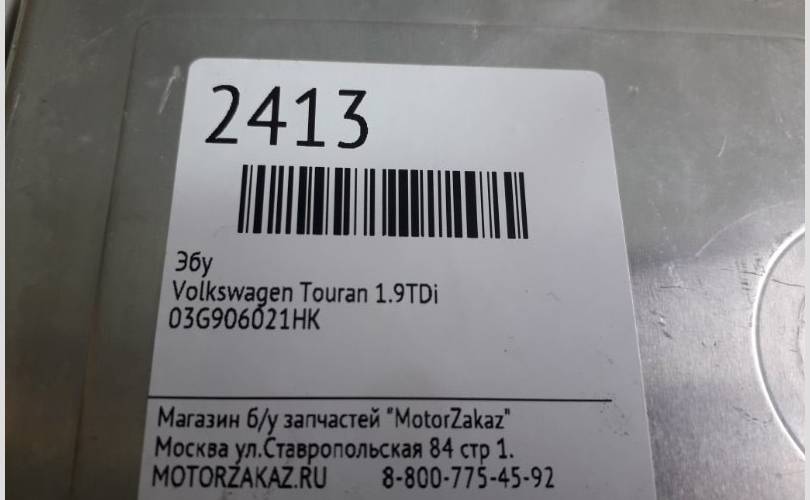 2413
Эбу
Volkswagen Touran 1.9TDi
03G906021HK
Магазин б/у запчастей "MotorZakaz"
Москва ул.Ставропольская 84 стр 1.
MOTORZAKAZ.RU 8-800-775-45-92